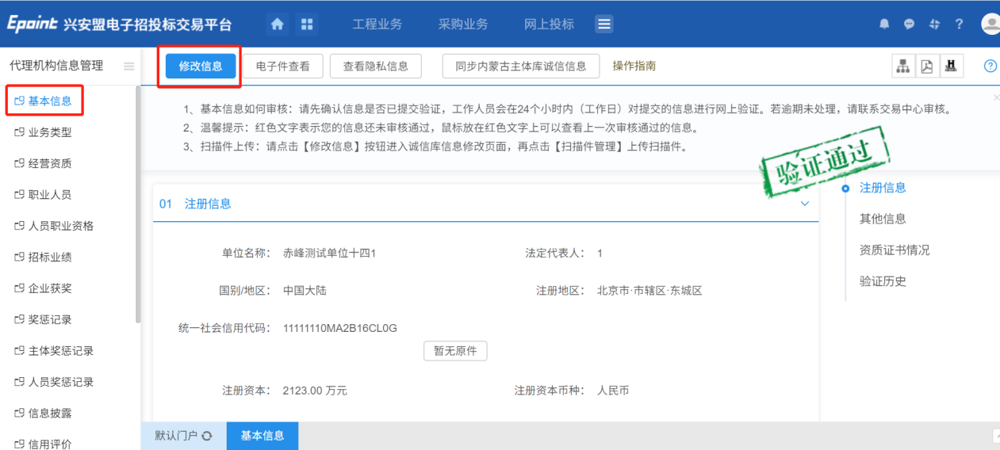 Epoint 兴安盟电子招投标交易平台 工程业务 采购业务 网上投标
代理机构信息管理
修改信息 电子件查看 查看隐私信息 同步内蒙古主体库诚信信息 操作指南
基本信息
业务类型
经营资质
职业人员
人员职业资格
招标业绩
企业获奖
奖惩记录
主体奖惩记录
人员奖惩记录
信息披露
信用评价
1、基本信息如何审核：请先确认信息是否已提交验证，工作人员会在24个小时内（工作日）对提交的信息进行网上验证。若逾期未处理，请联系交易中心审核。
2、温馨提示：红色文字表示您的信息还未审核通过，鼠标放在红色文字上可以查看上一次审核通过的信息。
3、扫描件上传：请点击【修改信息】按钮进入诚信库信息修改页面，再点击【扫描件管理】上传扫描件。
验证通过
01 注册信息
单位名称： 赤峰测试单位十四1 法定代表人： 1
国别/地区： 中国大陆 注册地区： 北京市·市辖区·东城区
统一社会信用代码： 11111110MA2B16CL0G
暂无原件
注册资本： 2123.00 万元 注册资本币种： 人民币
注册信息
其他信息
资质证书情况
验证历史
默认门户 基本信息